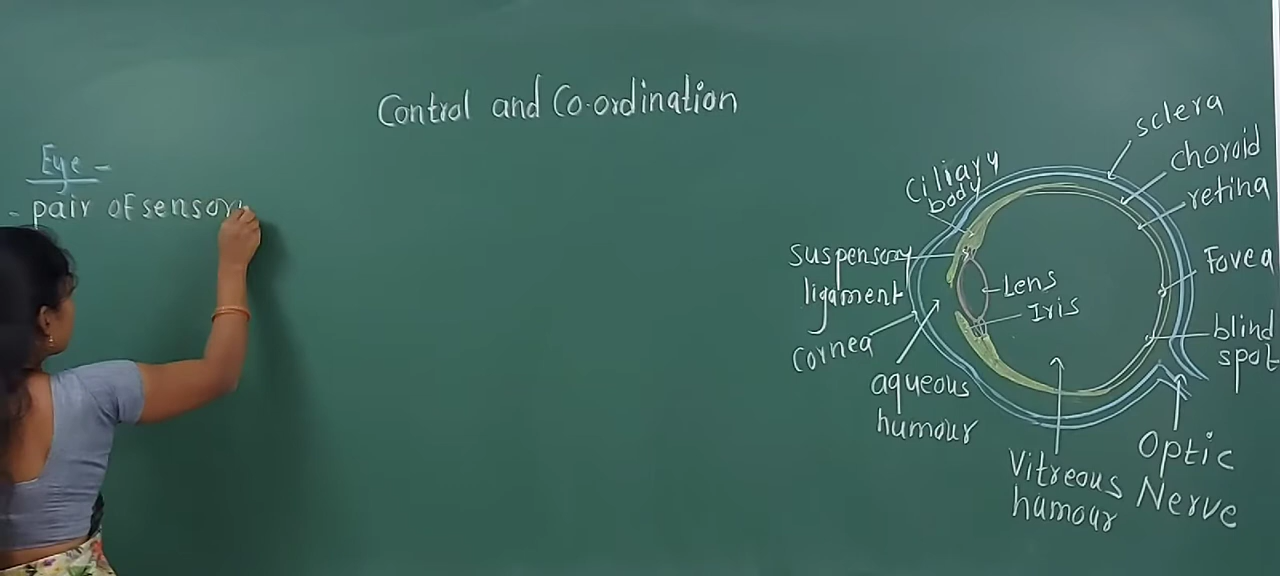 Control and Co-ordination
Eye -
- pair of sensory
sclera
choroid
retina
Fovea
blind
spot
Optic
Nerve
Vitreous
humour
aqueous
humour
Cornea
suspensory
ligament
Ciliary
body
Lens
Iris